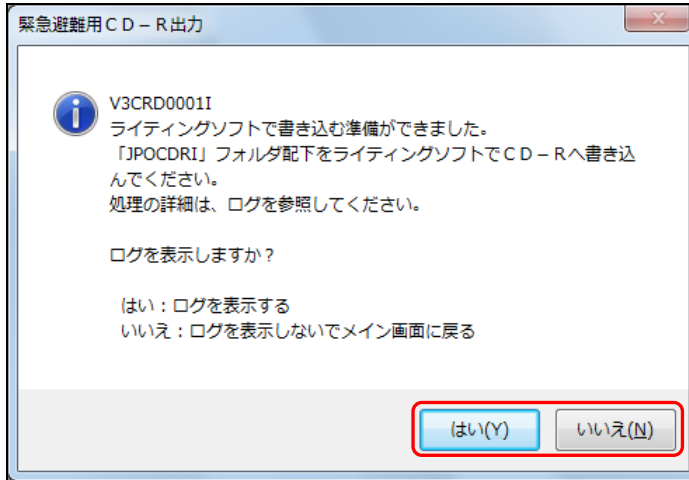 緊急避難用ＣＤ－Ｒ出力
V3CRD0001I
ライティングソフトで書き込む準備ができました。
「JPOCDRI」フォルダ配下をライティングソフトでＣＤ－Ｒへ書き込
んでください。
処理の詳細は、ログを参照してください。
ログを表示しますか？
はい：ログを表示する
いいえ：ログを表示しないでメイン画面に戻る
はい(Y) いいえ(N)